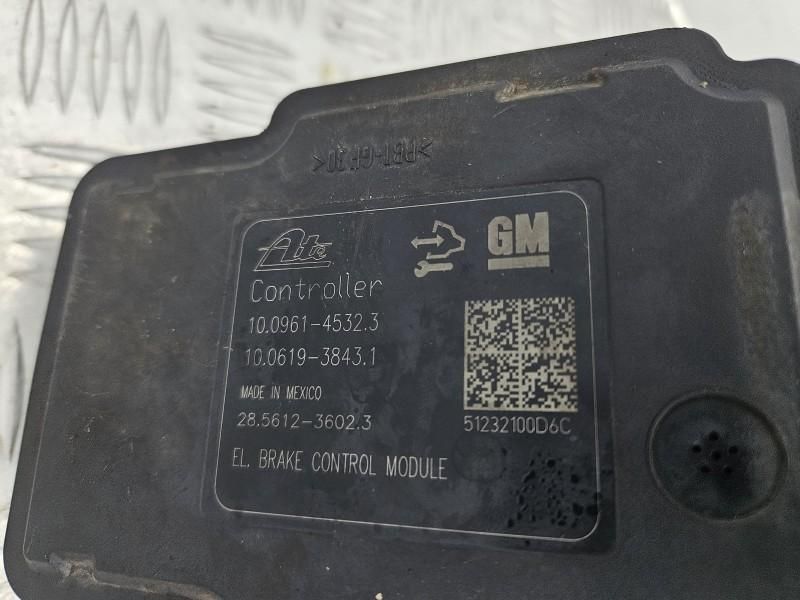 >PBT-GF30<
Ate
GM
Controller
10.0961-4532.3
10.0619-3843.1
MADE IN MEXICO
28.5612-3602.3
51232100D6C
EL. BRAKE CONTROL MODULE